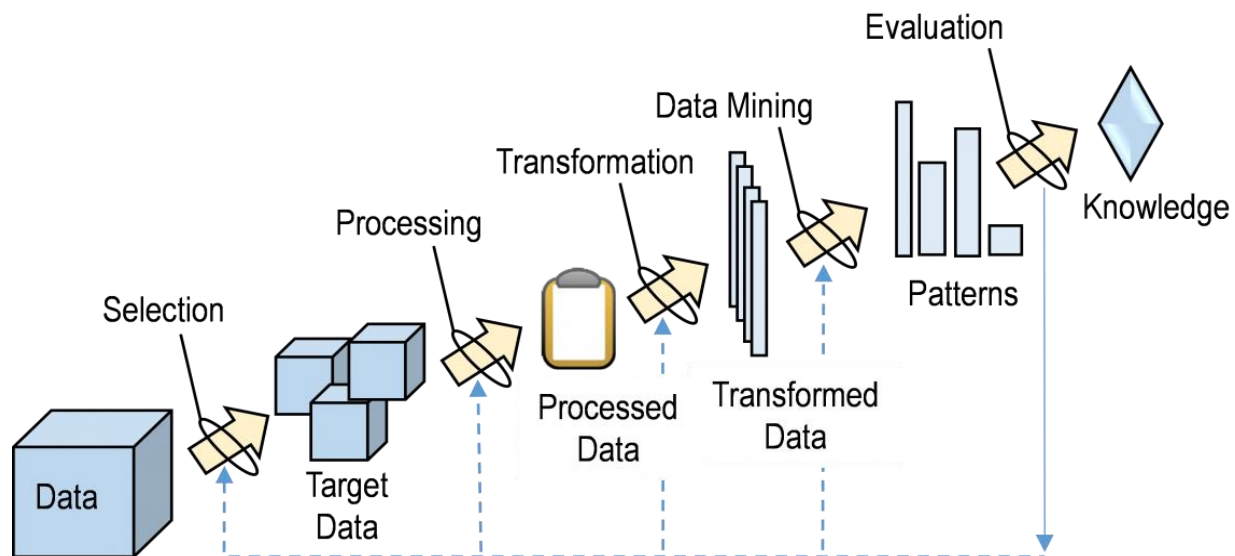 Evaluation
Data Mining
Transformation
Processing
Selection
Knowledge
Patterns
Transformed
Data
Processed
Data
Target
Data
Data